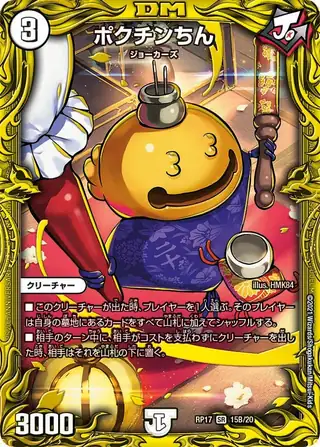 DM
3
ポクチンちん
ジョーカーズ
J
クリーチャー
illus. HMK84
■このクリーチャーが出た時、プレイヤーを1人選ぶ。そのプレイヤー
は自身の墓地にあるカードをすべて山札に加えてシャッフルする。
■相手のターン中に、相手がコストを支払わずにクリーチャーを出し
た時、相手はそれを山札の下に置く。
3000
RP17 SR 15B/20
©2021 Wizards/Shogakukan/Mitsui-Kids